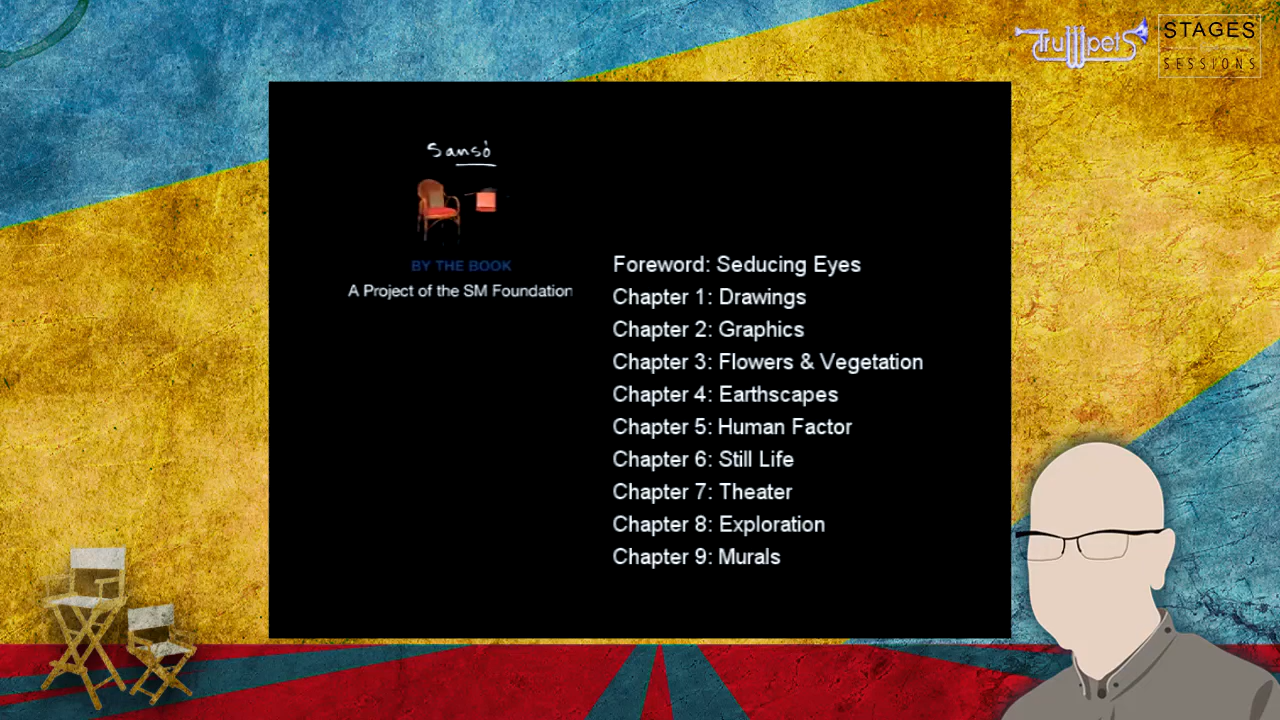 Trumpets
STAGES
SESSIONS
Sansó
BY THE BOOK
A Project of the SM Foundation
Foreword: Seducing Eyes
Chapter 1: Drawings
Chapter 2: Graphics
Chapter 3: Flowers & Vegetation
Chapter 4: Earthscapes
Chapter 5: Human Factor
Chapter 6: Still Life
Chapter 7: Theater
Chapter 8: Exploration
Chapter 9: Murals